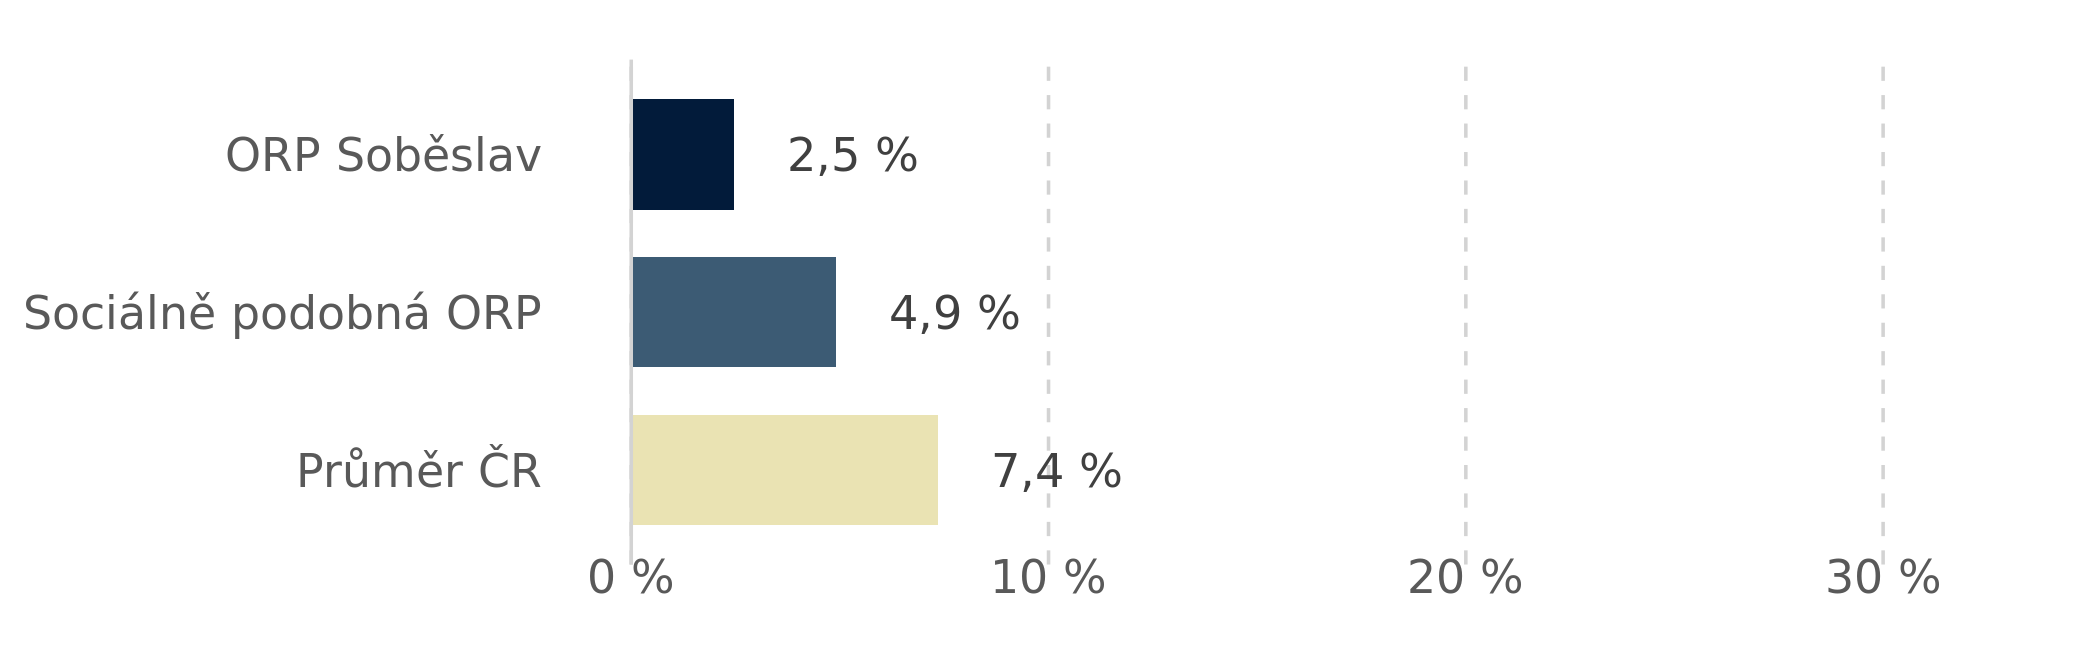 ORP Soběslav 2,5 %
Sociálně podobná ORP 4,9 %
Průměr ČR 7,4 %
0 % 10 % 20 % 30 %